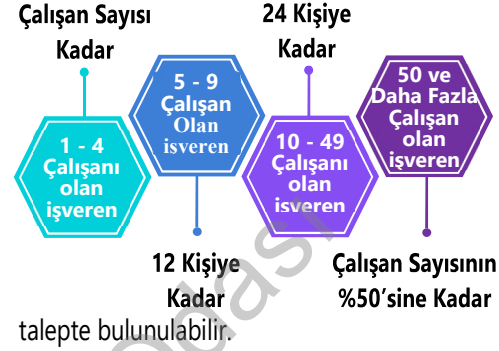 Çalışan Sayısı
Kadar
1 - 4
Çalışanı
olan
işveren
5 - 9
Çalışan
Olan
isveren
12 Kişiye
Kadar
24 Kişiye
Kadar
10 - 49
Çalışanı
olan
isveren
50 ve
Daha Fazla
Çalışan
olan
işveren
Çalışan Sayısının
%50’sine Kadar
talepte bulunulabilir.
Odası